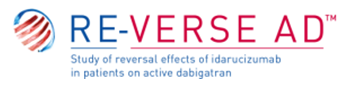 RE-VERSE AD™
Study of reversal effects of idarucizumab
in patients on active dabigatran